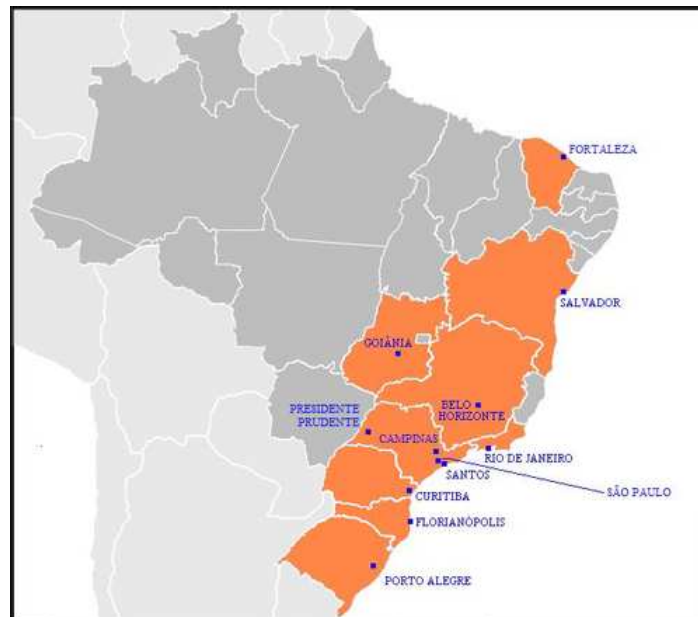 FORTALEZA
SALVADOR
GOIÂNIA
BELO
HORIZONTE
PRESIDENTE
PRUDENTE
CAMPINAS
RIO DE JANEIRO
SANTOS
SÃO PAULO
CURITIBA
FLORIANÓPOLIS
PORTO ALEGRE